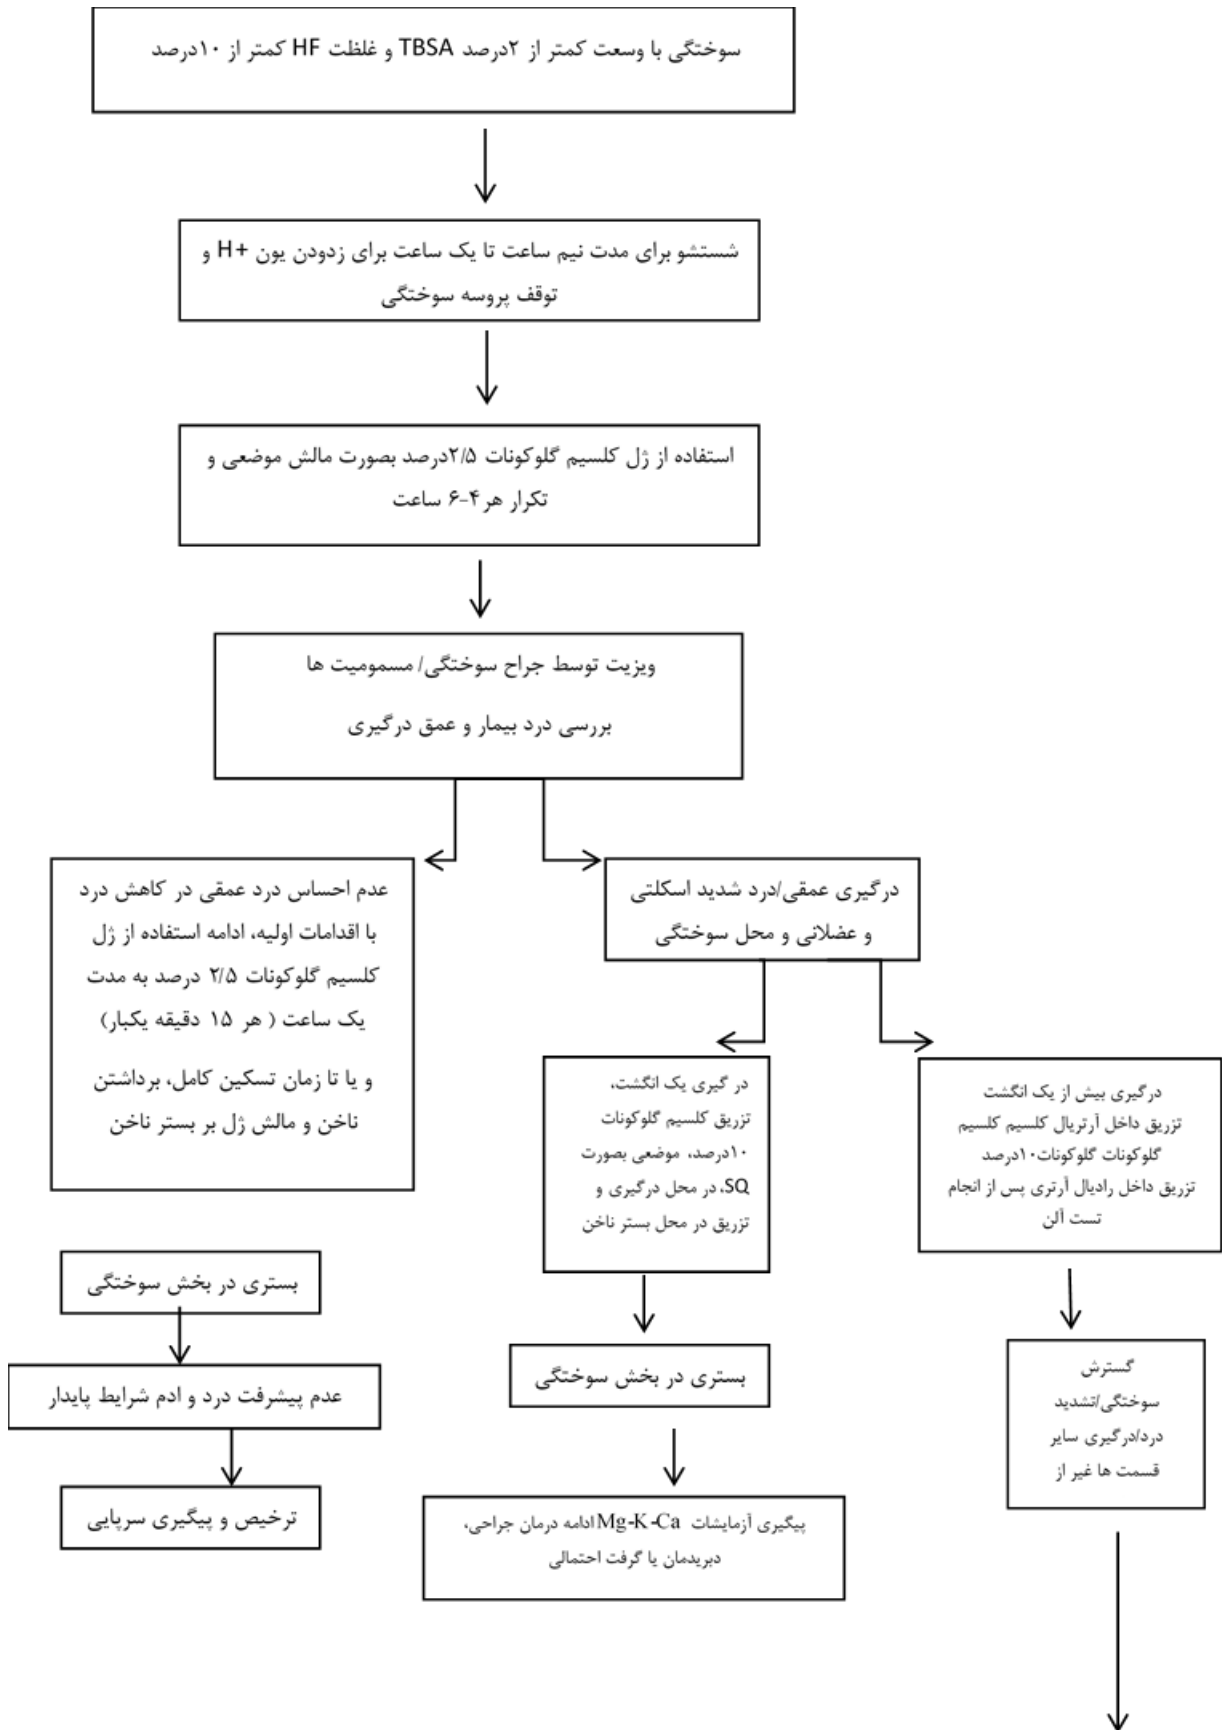 سوختگی با وسعت کمتر از ۲درصد TBSA و غلظت HF کمتر از ۱۰درصد
شستشو برای مدت نیم ساعت تا یک ساعت برای زدودن یون H+ و
توقف پروسه سوختگی
استفاده از ژل کلسیم گلوکونات ۲/۵درصد بصورت مالش موضعی و
تکرار هر ۴-۶ ساعت
ویزیت توسط جراح سوختگی/ مسمومیت ها
بررسی درد بیمار و عمق درگیری
درگیری عمقی/درد شدید اسکلتی
و عضلانی و محل سوختگی
عدم احساس درد عمقی در کاهش درد
با اقدامات اولیه، ادامه استفاده از ژل
کلسیم گلوکونات ۲/۵ درصد به مدت
یک ساعت ( هر ۱۵ دقیقه یکبار)
و یا تا زمان تسکین کامل، برداشتن
ناخن و مالش ژل بر بستر ناخن
درگیری بیش از یک انگشت
تزریق داخل آرتریال کلسیم کلسیم
گلوکونات گلوکونات۱۰درصد
تزریق داخل رادیال آرتری پس از انجام
تست آلن
در گیری یک انگشت،
تزریق کلسیم گلوکونات
۱۰درصد، موضعی بصورت
SQ، در محل درگیری و
تزریق در محل بستر ناخن
بستری در بخش سوختگی
عدم پیشرفت درد و ادم شرایط پایدار
ترخیص و پیگیری سرپایی
بستری در بخش سوختگی
پیگیری آزمایشات Mg-K-Ca ادامه درمان جراحی،
دبریدمان یا گرفت احتمالی
گسترش
سوختگی/تشدید
درد/درگیری سایر
قسمت ها غیر از